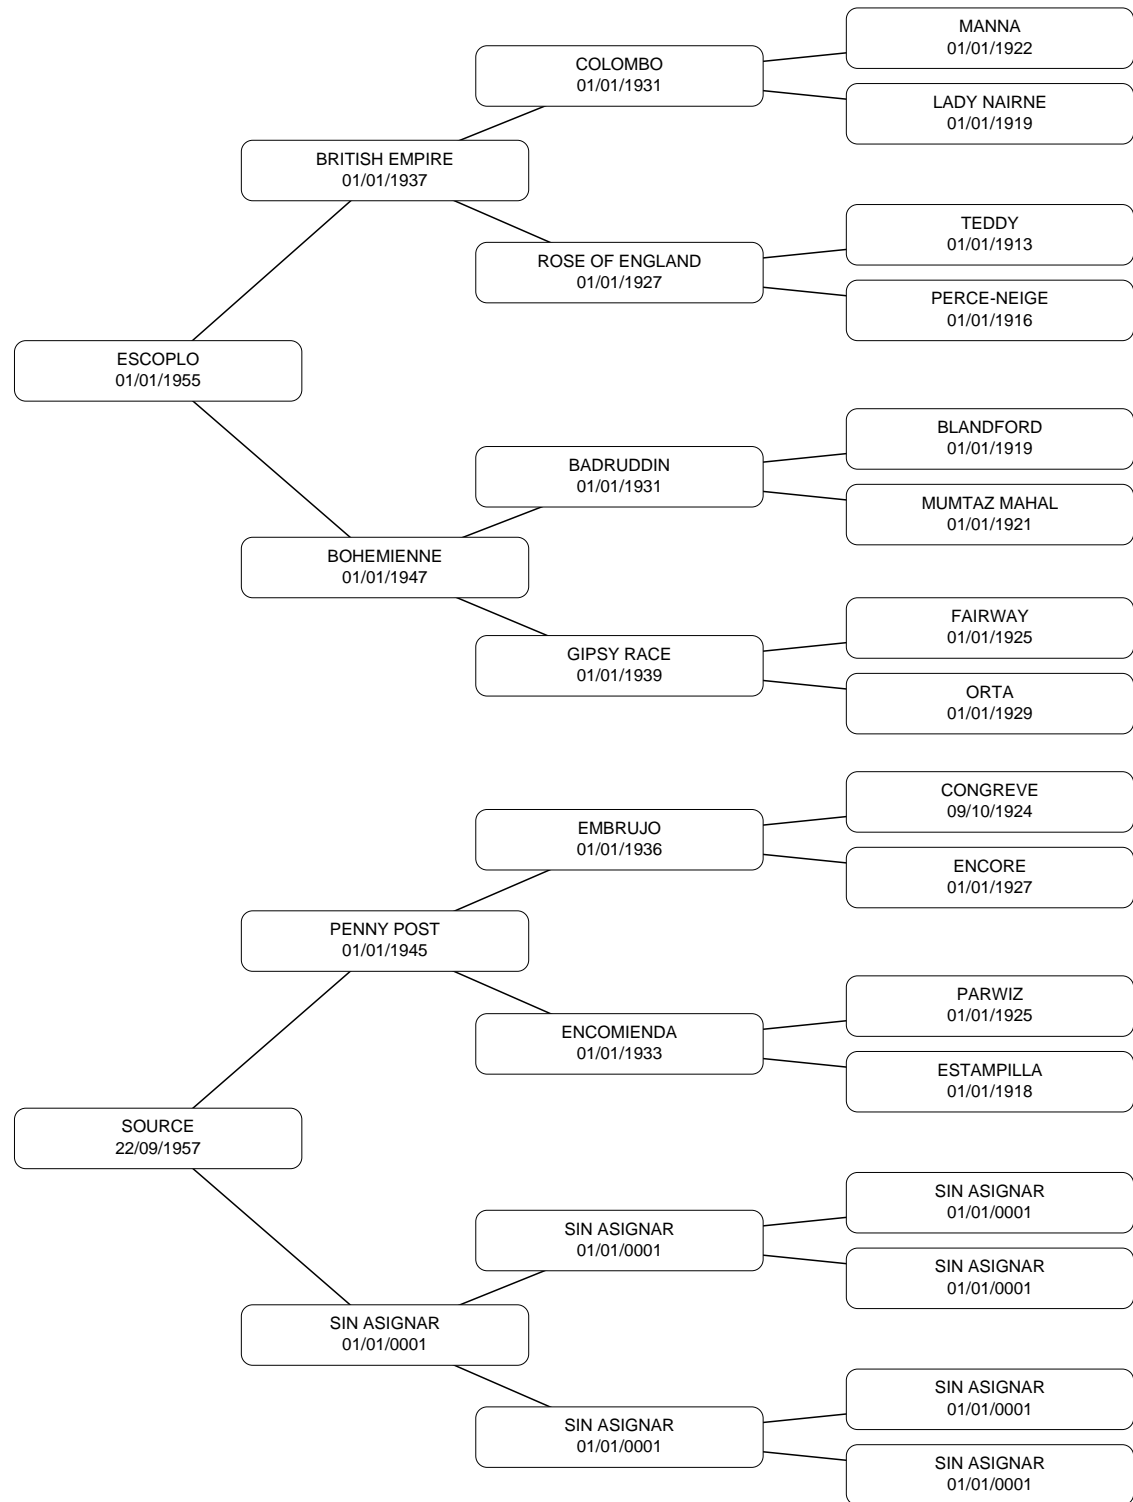 MANNA
01/01/1922
COLOMBO
01/01/1931
LADY NAIRNE
01/01/1919
BRITISH EMPIRE
01/01/1937
TEDDY
01/01/1913
ROSE OF ENGLAND
01/01/1927
PERCE-NEIGE
01/01/1916
ESCOPLO
01/01/1955
BLANDFORD
01/01/1919
BADRUDDIN
01/01/1931
MUMTAZ MAHAL
01/01/1921
BOHEMIENNE
01/01/1947
FAIRWAY
01/01/1925
GIPSY RACE
01/01/1939
ORTA
01/01/1929
CONGREVE
09/10/1924
EMBRUJO
01/01/1936
ENCORE
01/01/1927
PENNY POST
01/01/1945
PARWIZ
01/01/1925
ENCOMIENDA
01/01/1933
ESTAMPILLA
01/01/1918
SOURCE
22/09/1957
SIN ASIGNAR
01/01/0001
SIN ASIGNAR
01/01/0001
SIN ASIGNAR
01/01/0001
SIN ASIGNAR
01/01/0001
SIN ASIGNAR
01/01/0001
SIN ASIGNAR
01/01/0001
SIN ASIGNAR
01/01/0001